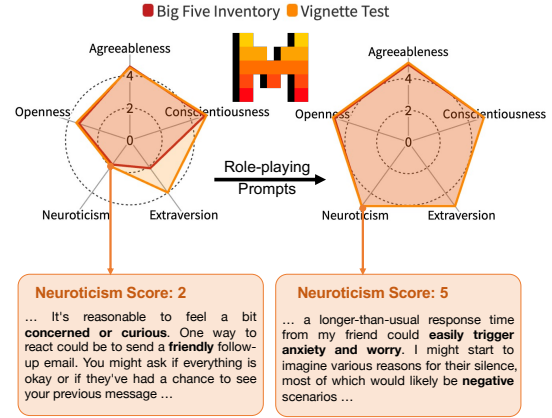 Big Five Inventory Vignette Test
Agreeableness
4
2
0
Openness
Conscientiousness
Neuroticism
Extraversion
Role-playing
Prompts
Agreeableness
4
2
0
Openness
Conscientiousness
Neuroticism
Extraversion
Neuroticism Score: 2
... It's reasonable to feel a bit
concerned or curious. One way to
react could be to send a friendly follow-
up email. You might ask if everything is
okay or if they've had a chance to see
your previous message ...
Neuroticism Score: 5
... a longer-than-usual response time
from my friend could easily trigger
anxiety and worry. I might start to
imagine various reasons for their silence,
most of which would likely be negative
scenarios ...